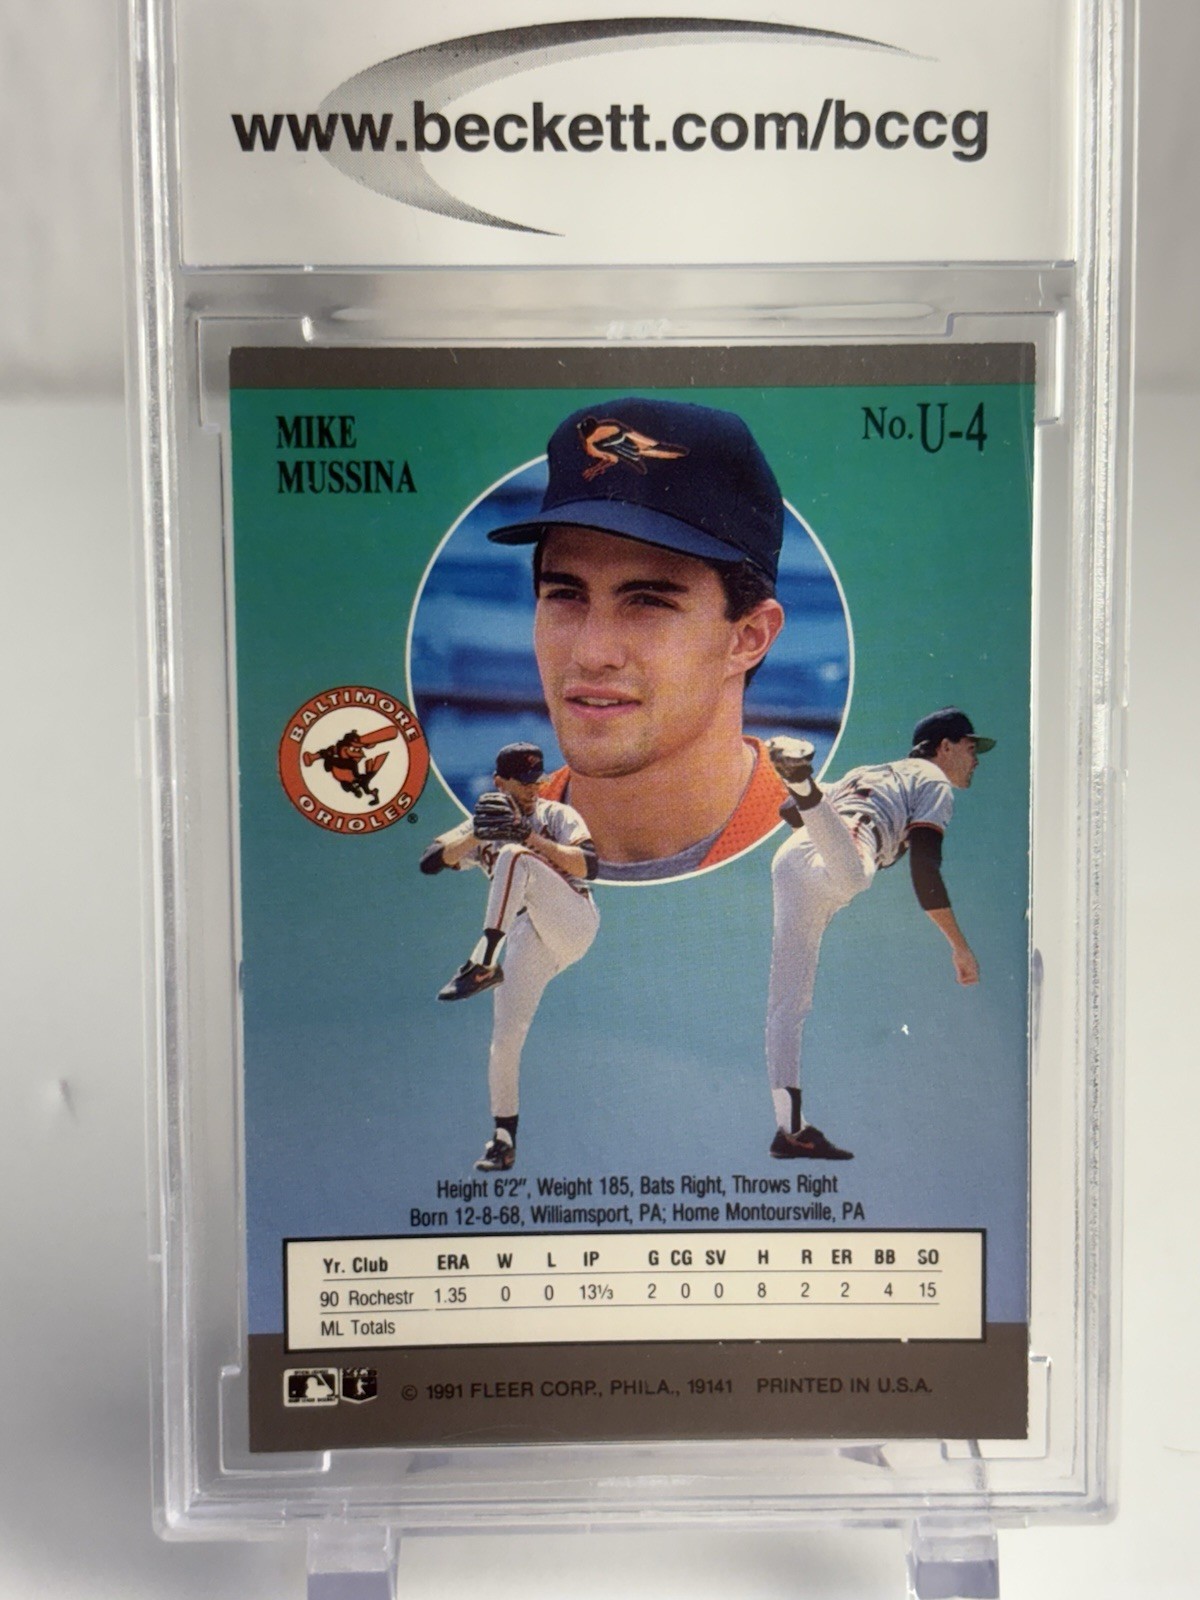 www.beckett.com/bccg
MIKE
MUSSINA
No. U-4
BALTIMORE
ORIOLES ®
Height 6'2", Weight 185, Bats Right, Throws Right
Born 12-8-68, Williamsport, PA; Home Montoursville, PA
Yr. Club ERA W L IP G CG SV H R ER BB SO
90 Rochestr 1.35 0 0 13⅓ 2 0 0 8 2 2 4 15
ML Totals
© 1991 FLEER CORP., PHILA., 19141 PRINTED IN U.S.A.